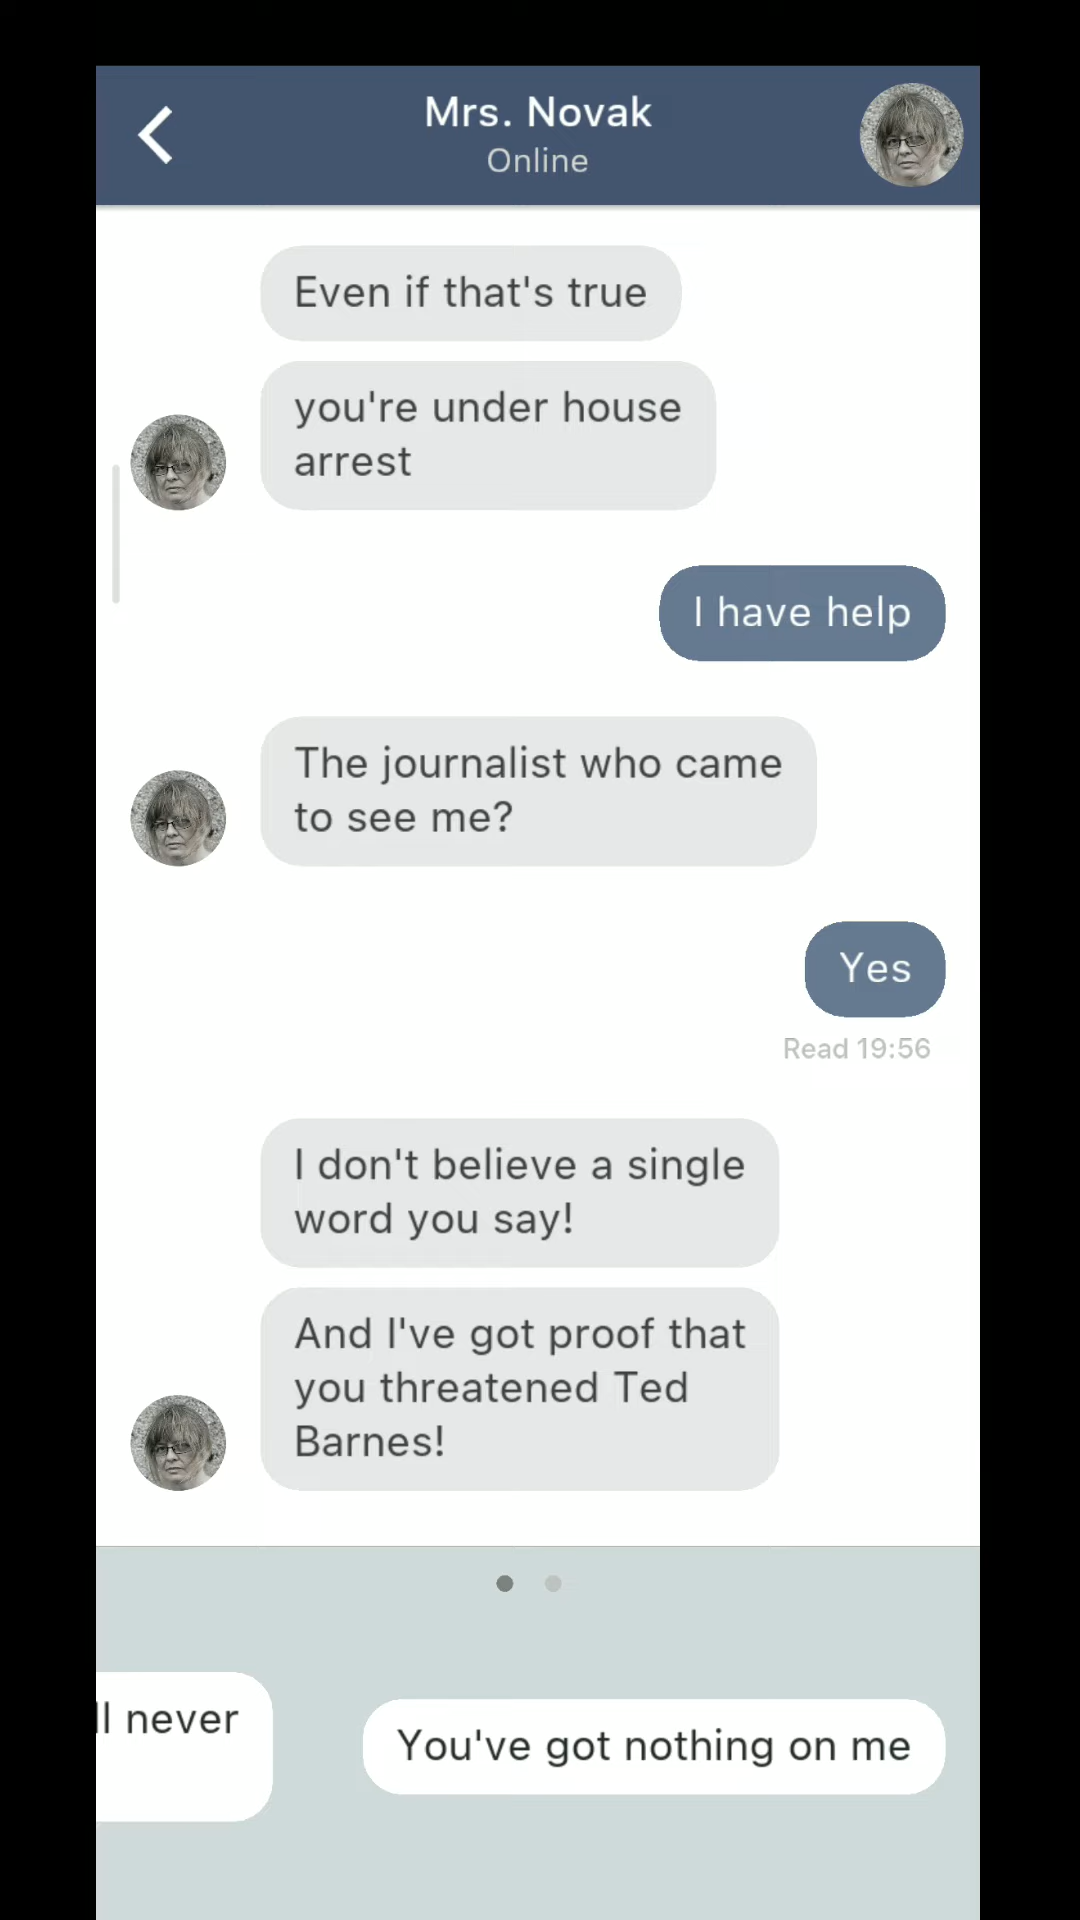 Mrs. Novak
Online
Even if that's true
you're under house
arrest
I have help
The journalist who came
to see me?
Yes
Read 19:56
I don't believe a single
word you say!
And I've got proof that
you threatened Ted
Barnes!
ll never
You've got nothing on me